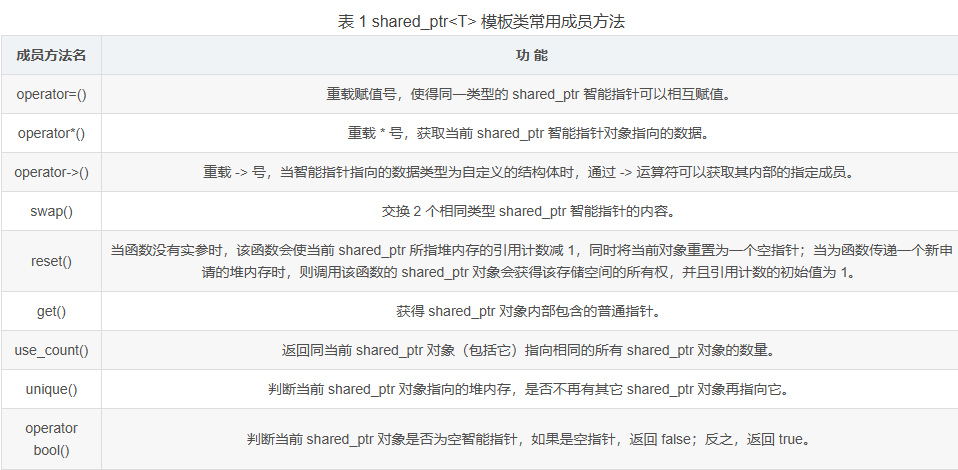 表 1 shared_ptr<T> 模板类常用成员方法
成员方法名 功 能
operator=() 重载赋值号，使得同一类型的 shared_ptr 智能指针可以相互赋值。
operator*() 重载 * 号，获取当前 shared_ptr 智能指针对象指向的数据。
operator->() 重载 -> 号，当智能指针指向的数据类型为自定义的结构体时，通过 -> 运算符可以获取其内部的指定成员。
swap() 交换 2 个相同类型 shared_ptr 智能指针的内容。
reset() 当函数没有实参时，该函数会使当前 shared_ptr 所指堆内存的引用计数减 1，同时将当前对象重置为一个空指针；当为函数传递一个新申
请的堆内存时，则调用该函数的 shared_ptr 对象会获得该存储空间的所有权，并且引用计数的初始值为 1。
get() 获得 shared_ptr 对象内部包含的普通指针。
use_count() 返回同当前 shared_ptr 对象（包括它）指向相同的所有 shared_ptr 对象的数量。
unique() 判断当前 shared_ptr 对象指向的堆内存，是否不再有其它 shared_ptr 对象再指向它。
operator
bool() 判断当前 shared_ptr 对象是否为空智能指针，如果是空指针，返回 false；反之，返回 true。